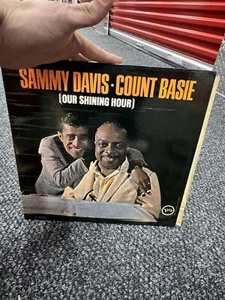 SAMMY DAVIS·COUNT BASIE
(OUR SHINING HOUR)
verve